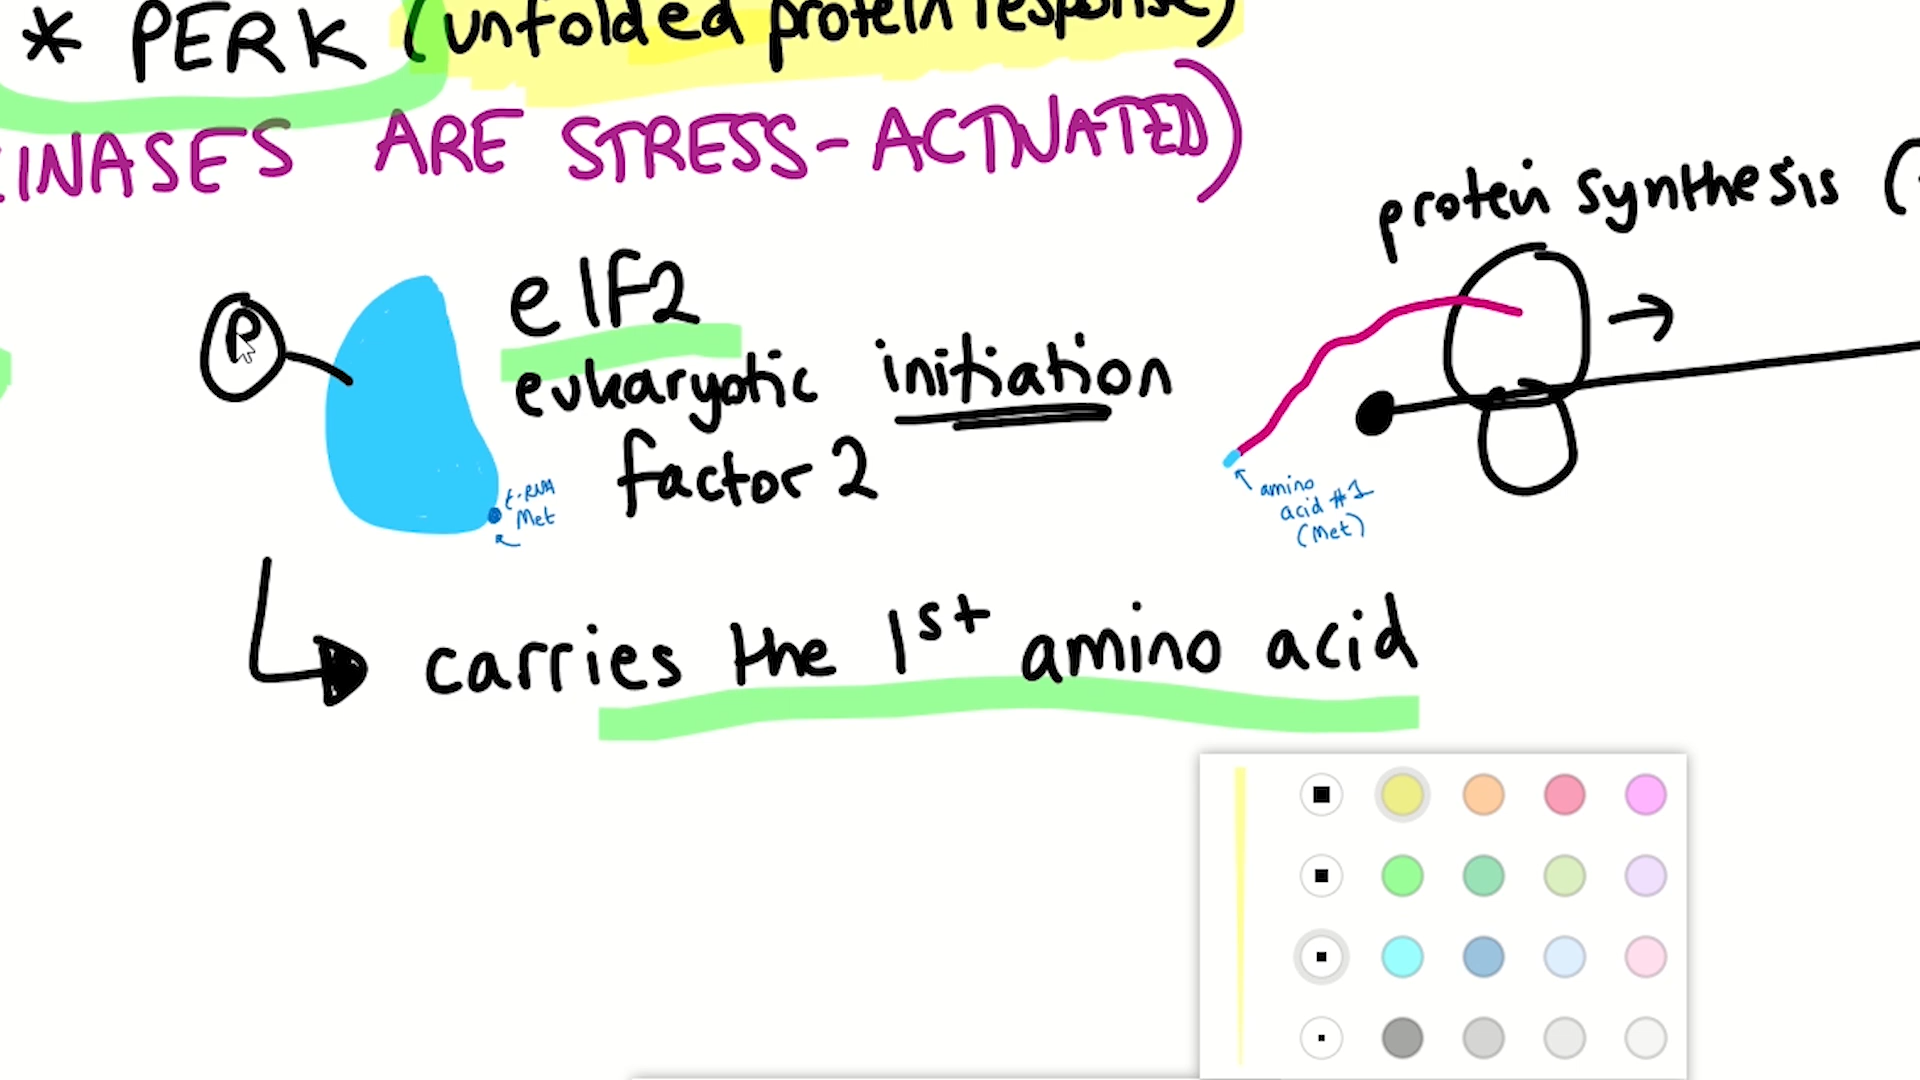 * PERK (unfolded protein response)
KINASES ARE STRESS-ACTIVATED)
protein synthesis (
P
eIF2
eukaryotic initiation
factor 2
t-RNA
Met
amino
acid #1
(Met)
carries the 1st amino acid